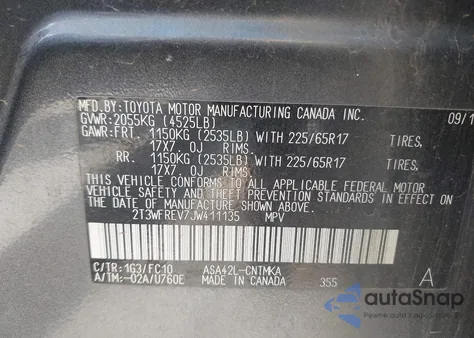 MFD.BY:TOYOTA MOTOR MANUFACTURING CANADA INC.
GVWR: 2055KG (4525LB) 09/1
GAWR:FRT. 1150KG (2535LB) WITH 225/65R17 TIRES,
17X7.0J RIMS,
RR. 1150KG (2535LB) WITH 225/65R17 TIRES,
17X7.0J RIMS.
THIS VEHICLE CONFORMS TO ALL APPLICABLE FEDERAL MOTOR
VEHICLE SAFETY AND THEFT PREVENTION STANDARDS IN EFFECT ON
THE DATE OF MANUFACTURE SHOWN ABOVE.
2T3WFREV7JW411135 MPV
C/TR:1G3/FC10 ASA42L-CNTMKA
A/TM:-02A/U760E MADE IN CANADA 355 A
autoSnap